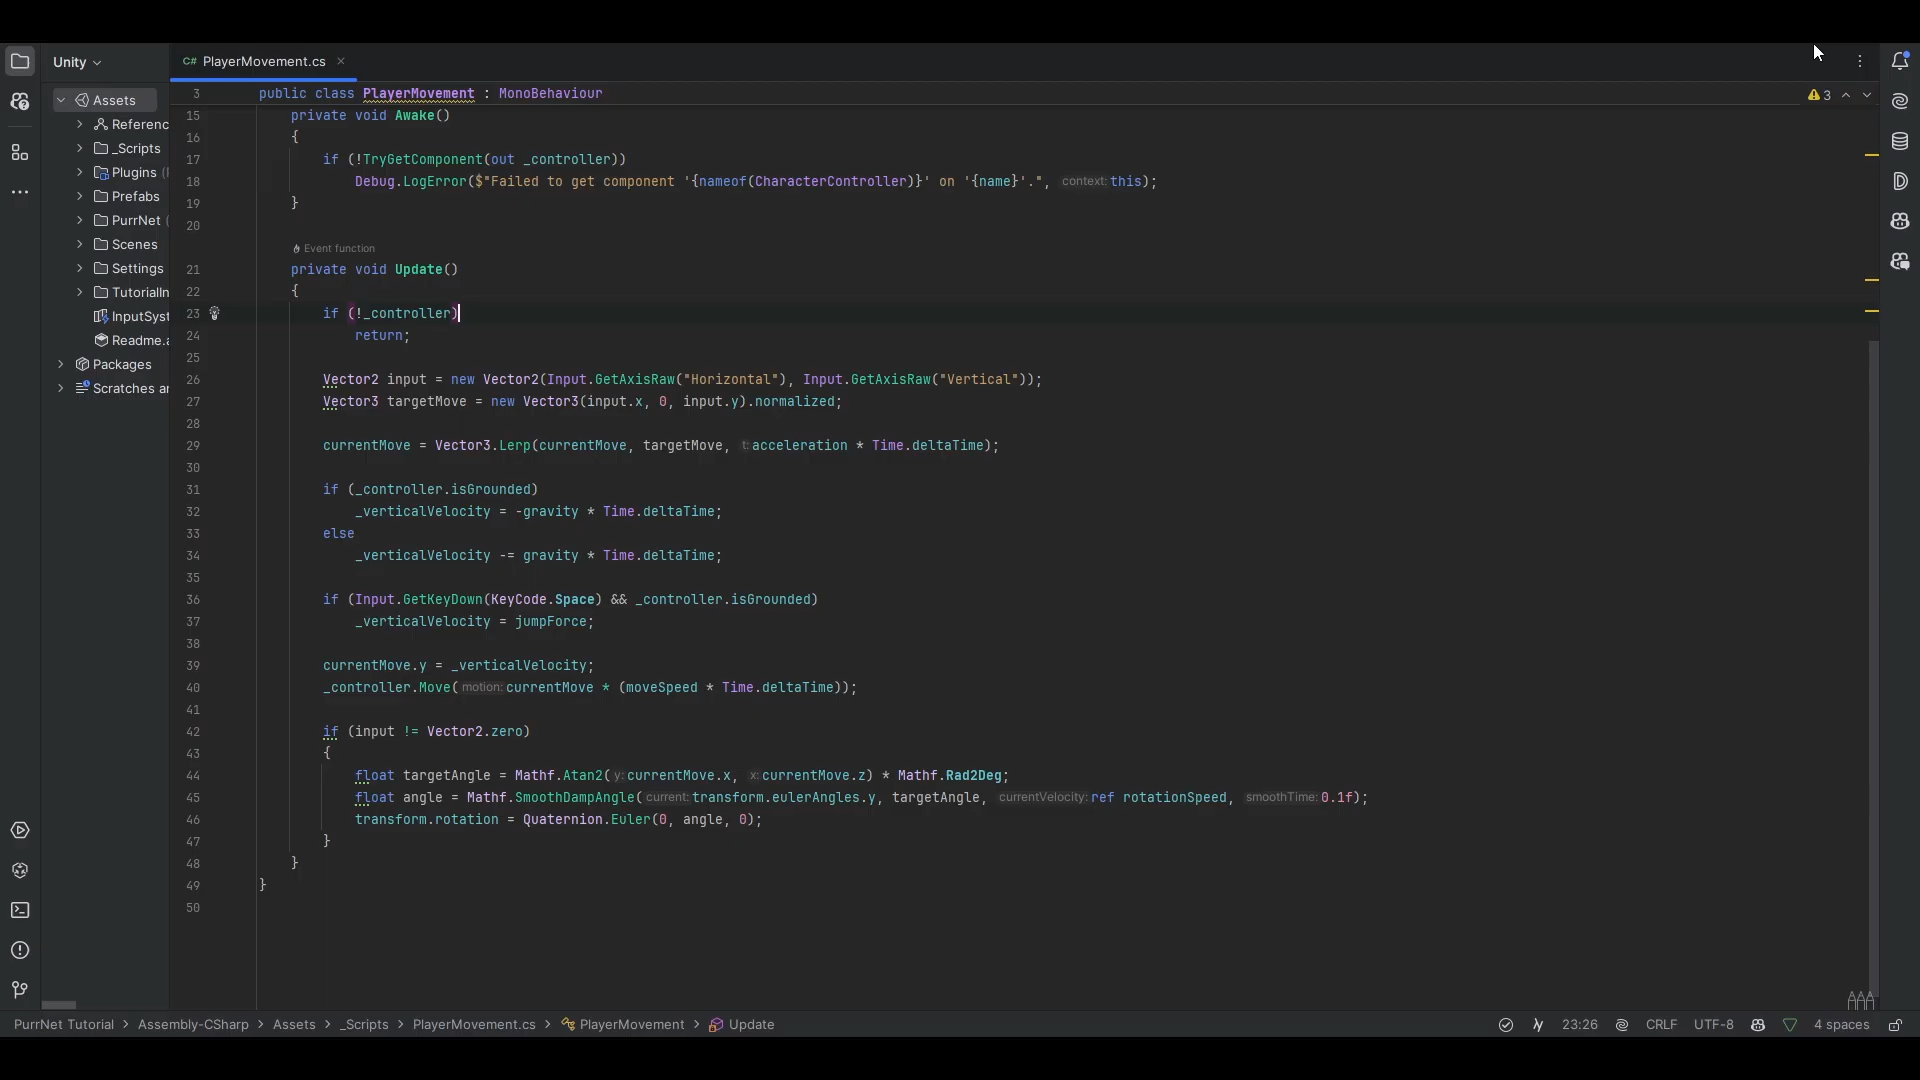 Unity
C# PlayerMovement.cs
3 public class PlayerMovement : MonoBehaviour
3
Assets
Referenc
_Scripts
Plugins (
Prefabs
PurrNet (
Scenes
Settings
TutorialIn
InputSyst
Readme.a
Packages
Scratches ar
15 private void Awake()
16 {
17 if (!TryGetComponent(out _controller))
18 Debug.LogError($"Failed to get component '{nameof(CharacterController)}' on '{name}'.", context: this);
19 }
20
Event function
21 private void Update()
22 {
23 if (!_controller)
24 return;
25
26 Vector2 input = new Vector2(Input.GetAxisRaw("Horizontal"), Input.GetAxisRaw("Vertical"));
27 Vector3 targetMove = new Vector3(input.x, 0, input.y).normalized;
28
29 currentMove = Vector3.Lerp(currentMove, targetMove, t: acceleration * Time.deltaTime);
30
31 if (_controller.isGrounded)
32 _verticalVelocity = -gravity * Time.deltaTime;
33 else
34 _verticalVelocity -= gravity * Time.deltaTime;
35
36 if (Input.GetKeyDown(KeyCode.Space) && _controller.isGrounded)
37 _verticalVelocity = jumpForce;
38
39 currentMove.y = _verticalVelocity;
40 _controller.Move( motion: currentMove * (moveSpeed * Time.deltaTime));
41
42 if (input != Vector2.zero)
43 {
44 float targetAngle = Mathf.Atan2( y: currentMove.x, x: currentMove.z) * Mathf.Rad2Deg;
45 float angle = Mathf.SmoothDampAngle( current: transform.eulerAngles.y, targetAngle, currentVelocity: ref rotationSpeed, smoothTime: 0.1f);
46 transform.rotation = Quaternion.Euler(0, angle, 0);
47 }
48 }
49 }
50
PurrNet Tutorial > Assembly-CSharp > Assets > _Scripts > PlayerMovement.cs > PlayerMovement > Update
23:26 CRLF UTF-8 4 spaces